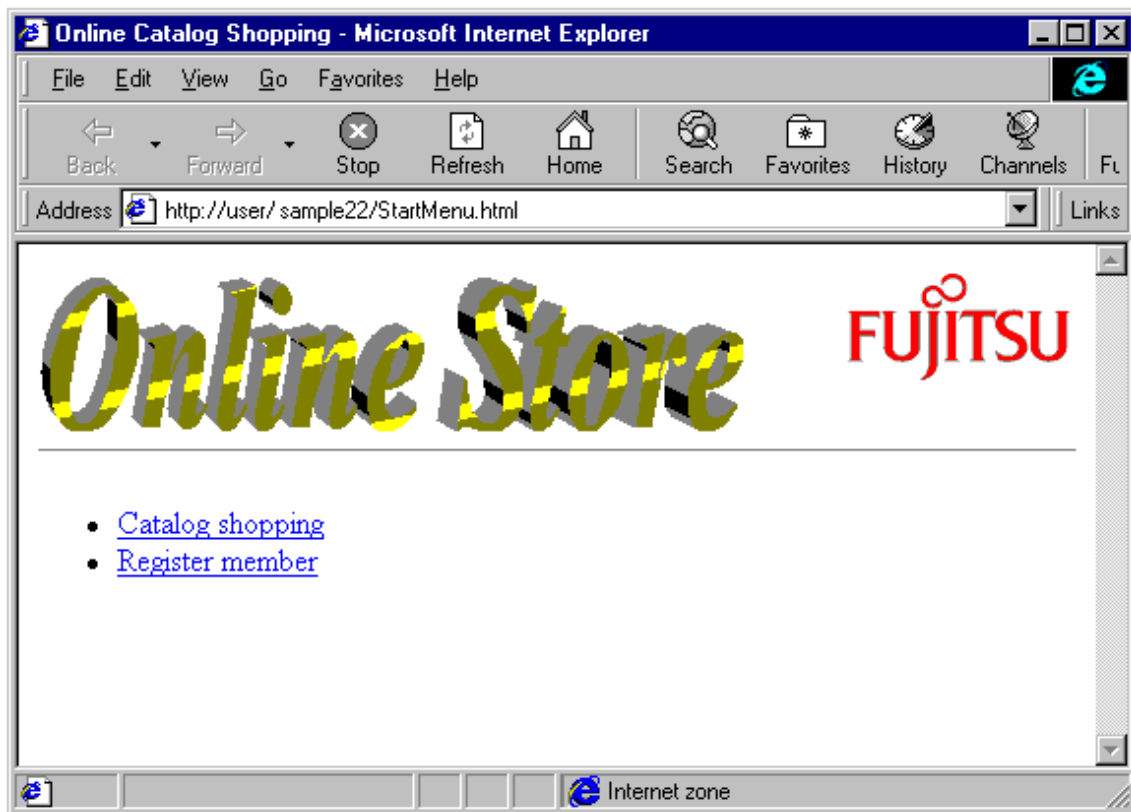 Online Catalog Shopping - Microsoft Internet Explorer
File Edit View Go Favorites Help
Back Forward Stop Refresh Home Search Favorites History Channels Fu
Address http://user/ sample22/StartMenu.html Links
Online Store FUJITSU
• Catalog shopping
• Register member
Internet zone